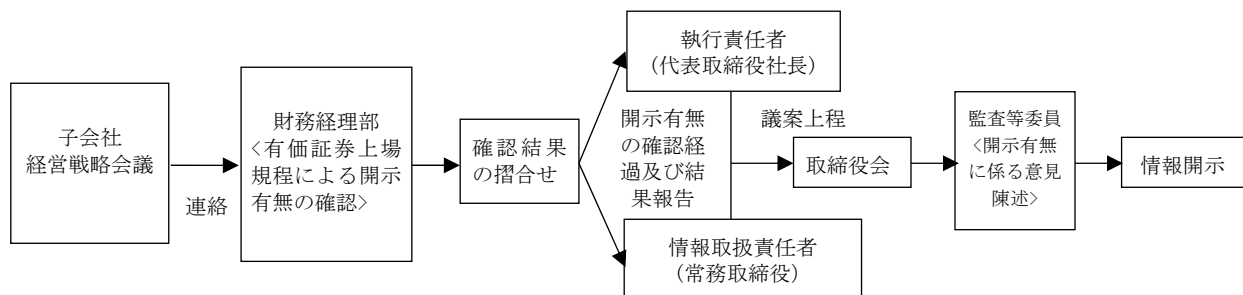 子会社
経営戦略会議
連絡
財務経理部
<有価証券上場
規程による開示
有無の確認>
確認結果
の摺合せ
執行責任者
(代表取締役社長)
開示有無
の確認経
過及び結
果報告
情報取扱責任者
(常務取締役)
議案上程
取締役会
監査等委員
<開示有無
に係る意見
陳述>
情報開示